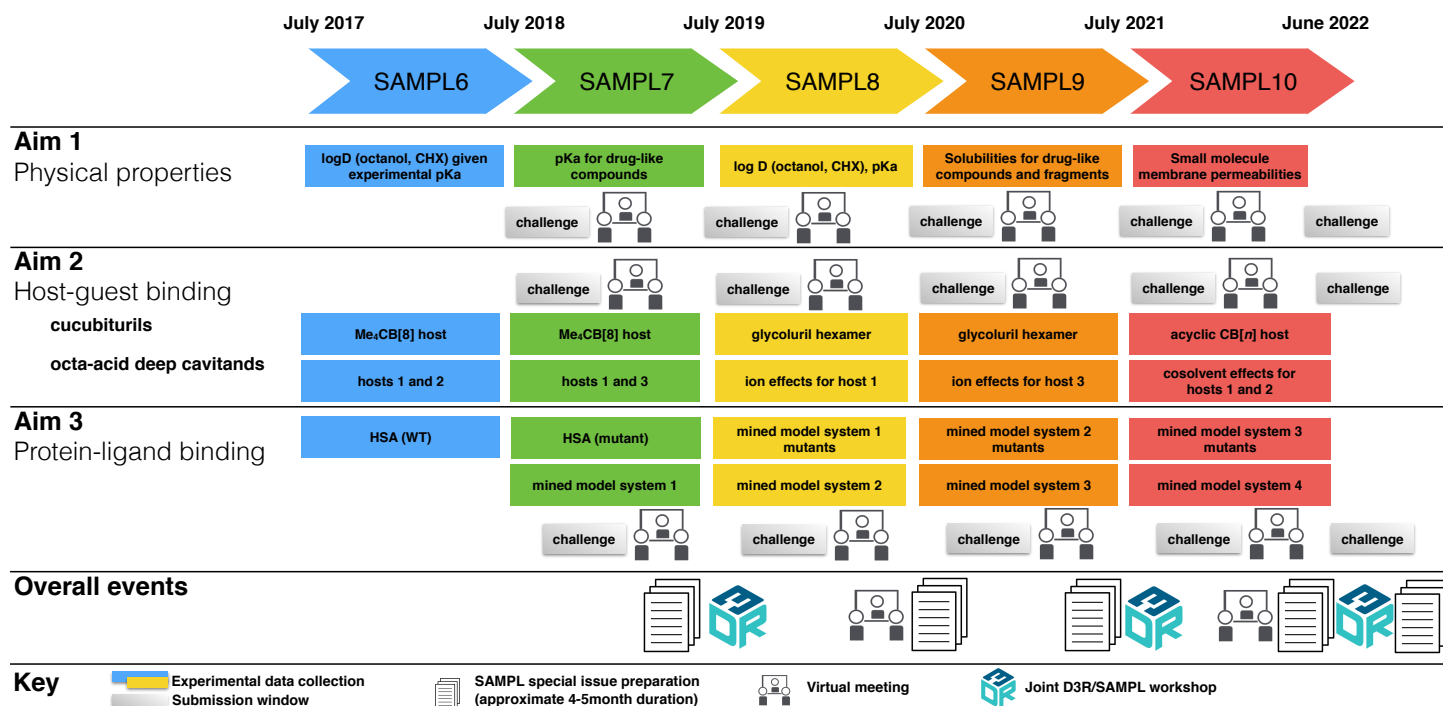 July 2017
July 2018
July 2019
July 2020
July 2021
June 2022
SAMPL6
SAMPL7
SAMPL8
SAMPL9
SAMPL10
Aim 1
Physical properties
logD (octanol, CHX) given
experimental pKa
pKa for drug-like
compounds
log D (octanol, CHX), pKa
Solubilities for drug-like
compounds and fragments
Small molecule
membrane permeabilities
challenge
challenge
challenge
challenge
challenge
Aim 2
Host-guest binding
challenge
challenge
challenge
challenge
challenge
cucubiturils
Me₄CB[8] host
Me₄CB[8] host
glycoluril hexamer
glycoluril hexamer
acyclic CB[n] host
octa-acid deep cavitands
hosts 1 and 2
hosts 1 and 3
ion effects for host 1
ion effects for host 3
cosolvent effects for
hosts 1 and 2
Aim 3
Protein-ligand binding
HSA (WT)
HSA (mutant)
mined model system 1
mutants
mined model system 2
mutants
mined model system 3
mutants
mined model system 1
mined model system 2
mined model system 3
mined model system 4
challenge
challenge
challenge
challenge
challenge
Overall events
D3R
D3R
D3R
Key
Experimental data collection
Submission window
SAMPL special issue preparation
(approximate 4-5month duration)
Virtual meeting
D3R
Joint D3R/SAMPL workshop